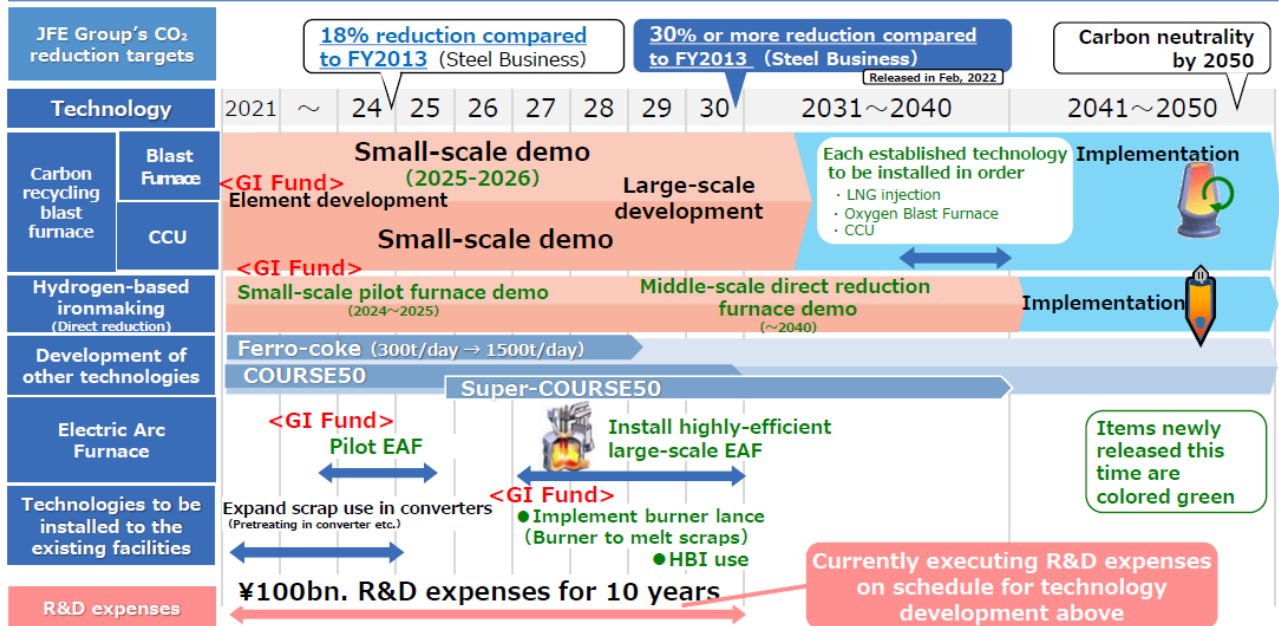 JFE Group's CO₂
reduction targets
18% reduction compared
to FY2013 (Steel Business)
30% or more reduction compared
to FY2013 (Steel Business)
Released in Feb, 2022
Carbon neutrality
by 2050
Technology
2021 ～ 24 25 26 27 28 29 30 2031～2040 2041～2050
Carbon
recycling
blast
furnace
Blast
Furnace
CCU
Small-scale demo
(2025-2026)
<GI Fund>
Element development
Large-scale
development
Small-scale demo
Each established technology
to be installed in order
・LNG injection
・Oxygen Blast Furnace
・CCU
Implementation
Hydrogen-based
ironmaking
(Direct reduction)
<GI Fund>
Small-scale pilot furnace demo
(2024～2025)
Middle-scale direct reduction
furnace demo
(～2040)
Implementation
Development of
other technologies
Ferro-coke (300t/day → 1500t/day)
COURSE50
Super-COURSE50
Electric Arc
Furnace
<GI Fund>
Pilot EAF
Install highly-efficient
large-scale EAF
Items newly
released this
time are
colored green
Technologies to be
installed to the
existing facilities
Expand scrap use in converters
(Pretreating in converter etc.)
<GI Fund>
●Implement burner lance
(Burner to melt scraps)
●HBI use
R&D expenses
¥100bn. R&D expenses for 10 years
Currently executing R&D expenses
on schedule for technology
development above